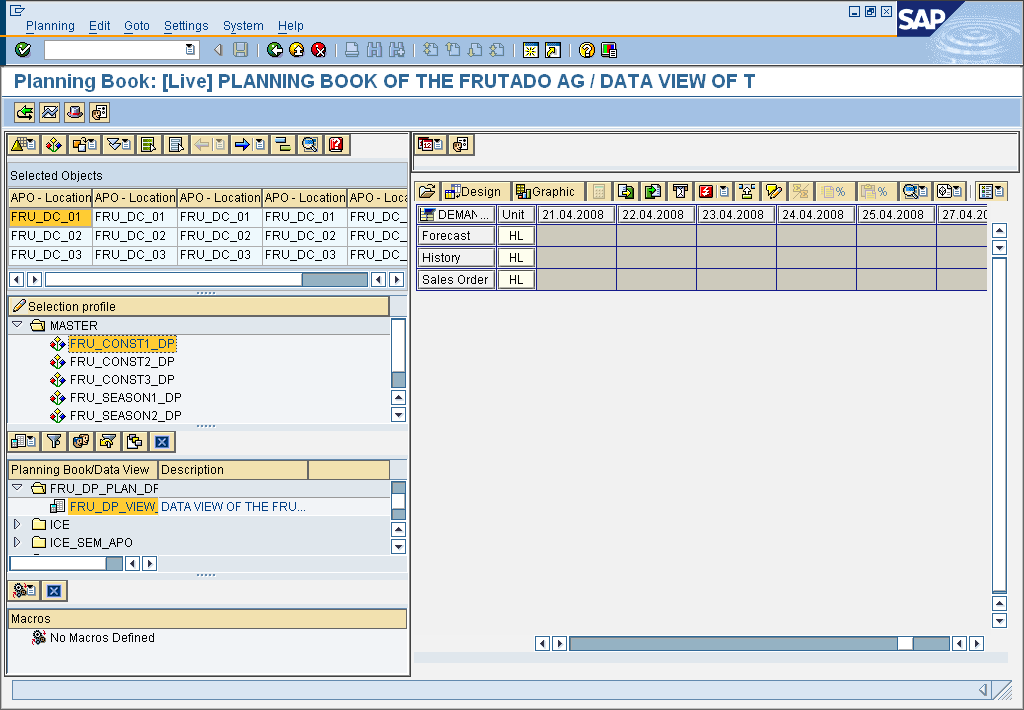 Planning Edit Goto Settings System Help
SAP
Planning Book: [Live] PLANNING BOOK OF THE FRUTADO AG / DATA VIEW OF T
Selected Objects
APO - Location APO - Location APO - Location APO - Location APO - Loca
FRU_DC_01 FRU_DC_01 FRU_DC_01 FRU_DC_01 FRU_DC_
FRU_DC_02 FRU_DC_02 FRU_DC_02 FRU_DC_02 FRU_DC_
FRU_DC_03 FRU_DC_03 FRU_DC_03 FRU_DC_03 FRU_DC_
Selection profile
MASTER
FRU_CONST1_DP
FRU_CONST2_DP
FRU_CONST3_DP
FRU_SEASON1_DP
FRU_SEASON2_DP
Planning Book/Data View Description
FRU_DP_PLAN_DP
FRU_DP_VIEW_ DATA VIEW OF THE FRU...
ICE
ICE_SEM_APO
Macros
No Macros Defined
Design Graphic
DEMAN... Unit 21.04.2008 22.04.2008 23.04.2008 24.04.2008 25.04.2008 27.04.20
Forecast HL
History HL
Sales Order HL